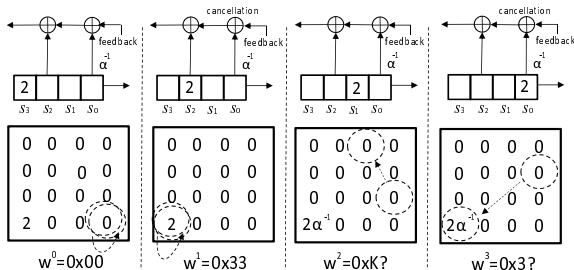 cancellation
cancellation
feedback
feedback
feedback
feedback
α⁻¹
α⁻¹
α⁻¹
α⁻¹
2
2
2
2
S₃ S₂ S₁ S₀
S₃ S₂ S₁ S₀
S₃ S₂ S₁ S₀
S₃ S₂ S₁ S₀
0 0 0 0
0 0 0 0
0 0 0 0
2 0 0 0
0 0 0 0
0 0 0 0
0 0 0 0
2 0 0 0
0 0 0 0
0 0 0 0
0 0 0 0
2α⁻¹ 0 0 0
0 0 0 0
0 0 0 0
0 0 0 0
2α⁻¹ 0 0 0
w⁰=0x00
w¹=0x33
w²=0xK?
w³=0x3?